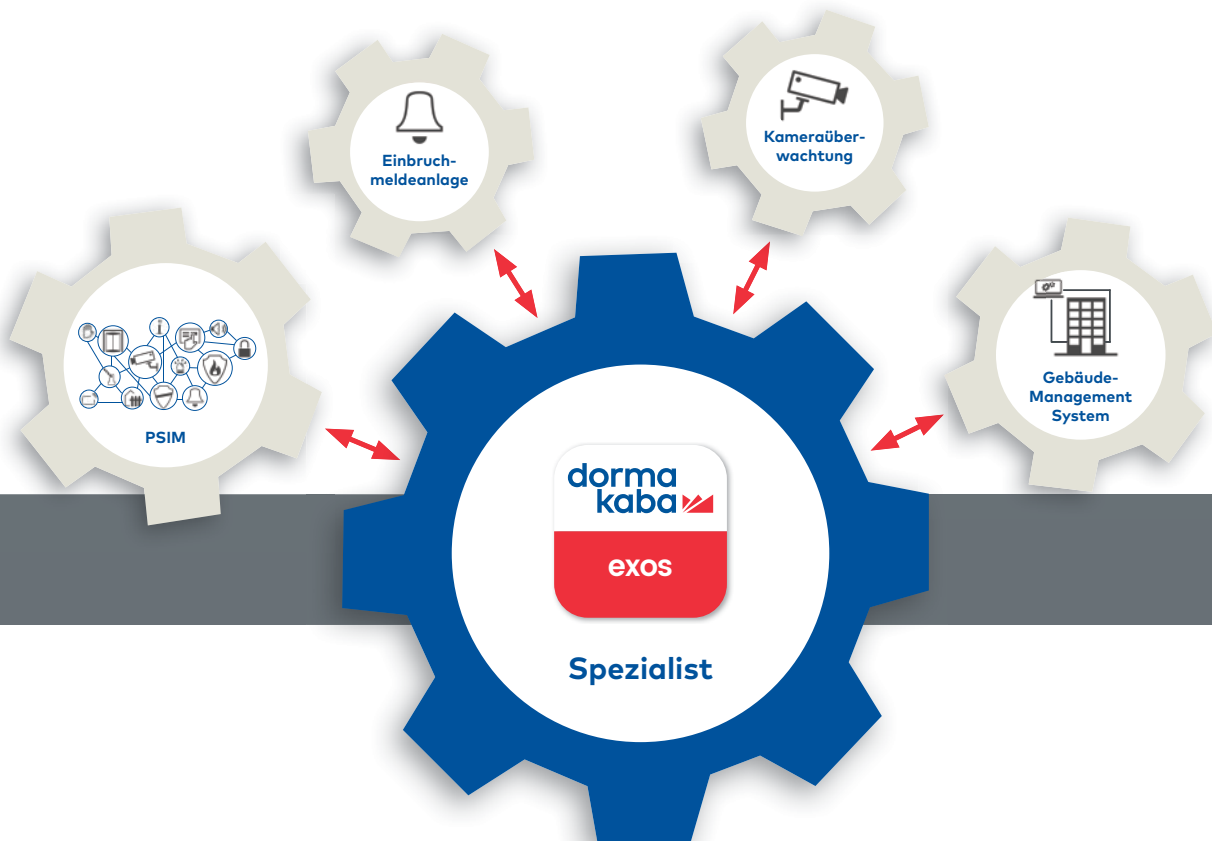 Einbruch-
meldeanlage
Kameraüber-
wachtung
PSIM
Gebäude-
Management
System
dorma
kaba
exos
Spezialist